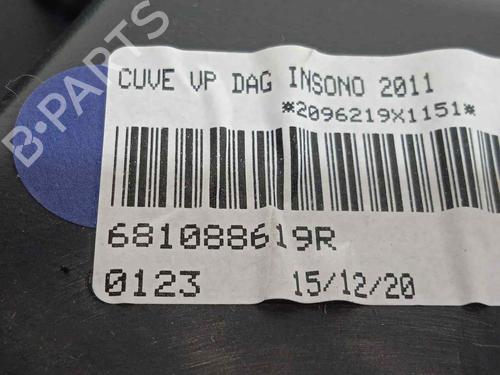 CUVE VP DAG INSONO 2011
*2096219X1151*
681088619R
0123 15/12/20
B-PARTS